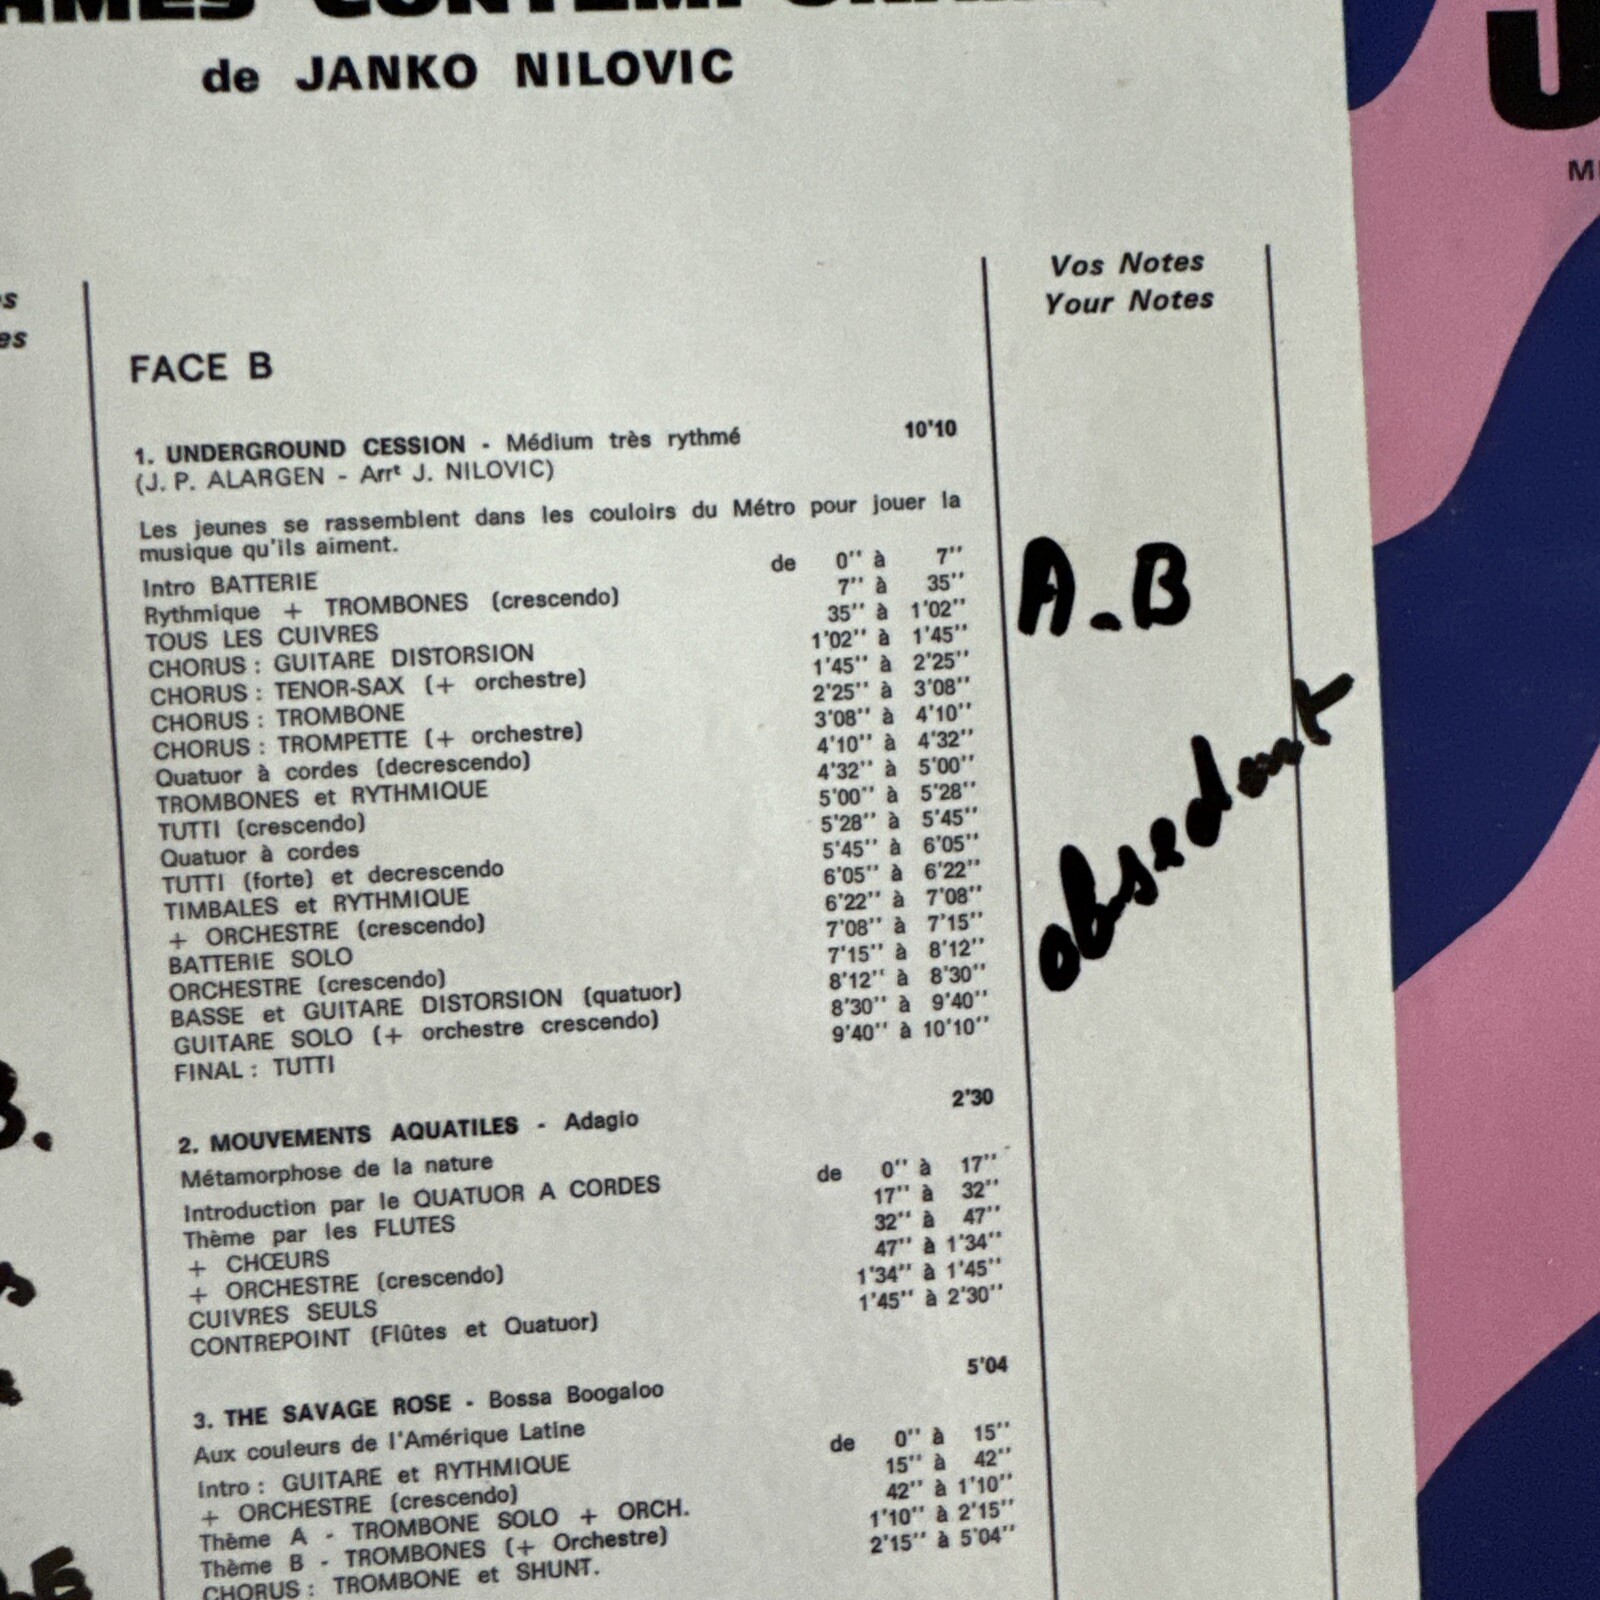 de JANKO NILOVIC
Vos Notes
Your Notes
FACE B
1. UNDERGROUND CESSION - Médium très rythmé 10'10
(J. P. ALARGEN - Arrt J. NILOVIC)
Les jeunes se rassemblent dans les couloirs du Métro pour jouer la
musique qu'ils aiment.
Intro BATTERIE de 0'' à 7''
Rythmique + TROMBONES (crescendo) 7'' à 35''
TOUS LES CUIVRES 35'' à 1'02''
CHORUS : GUITARE DISTORSION 1'02'' à 1'45''
CHORUS : TENOR-SAX (+ orchestre) 1'45'' à 2'25''
CHORUS : TROMBONE 2'25'' à 3'08''
CHORUS : TROMPETTE (+ orchestre) 3'08'' à 4'10''
Quatuor à cordes (decrescendo) 4'10'' à 4'32''
TROMBONES et RYTHMIQUE 4'32'' à 5'00''
TUTTI (crescendo) 5'00'' à 5'28''
Quatuor à cordes 5'28'' à 5'45''
TUTTI (forte) et decrescendo 5'45'' à 6'05''
TIMBALES et RYTHMIQUE 6'05'' à 6'22''
+ ORCHESTRE (crescendo) 6'22'' à 7'08''
BATTERIE SOLO 7'08'' à 7'15''
ORCHESTRE (crescendo) 7'15'' à 8'12''
BASSE et GUITARE DISTORSION (quatuor) 8'12'' à 8'30''
GUITARE SOLO (+ orchestre crescendo) 8'30'' à 9'40''
FINAL : TUTTI 9'40'' à 10'10''
A-B
obsedant
2. MOUVEMENTS AQUATILES - Adagio 2'30
Métamorphose de la nature
Introduction par le QUATUOR A CORDES de 0'' à 17''
Thème par les FLUTES 17'' à 32''
+ CHŒURS 32'' à 47''
+ ORCHESTRE (crescendo) 47'' à 1'34''
CUIVRES SEULS 1'34'' à 1'45''
CONTREPOINT (Flûtes et Quatuor) 1'45'' à 2'30''
3. THE SAVAGE ROSE - Bossa Boogaloo 5'04
Aux couleurs de l'Amérique Latine
Intro : GUITARE et RYTHMIQUE de 0'' à 15''
+ ORCHESTRE (crescendo) 15'' à 42''
Thème A - TROMBONE SOLO + ORCH. 42'' à 1'10''
Thème B - TROMBONES (+ Orchestre) 1'10'' à 2'15''
CHORUS : TROMBONE et SHUNT. 2'15'' à 5'04''